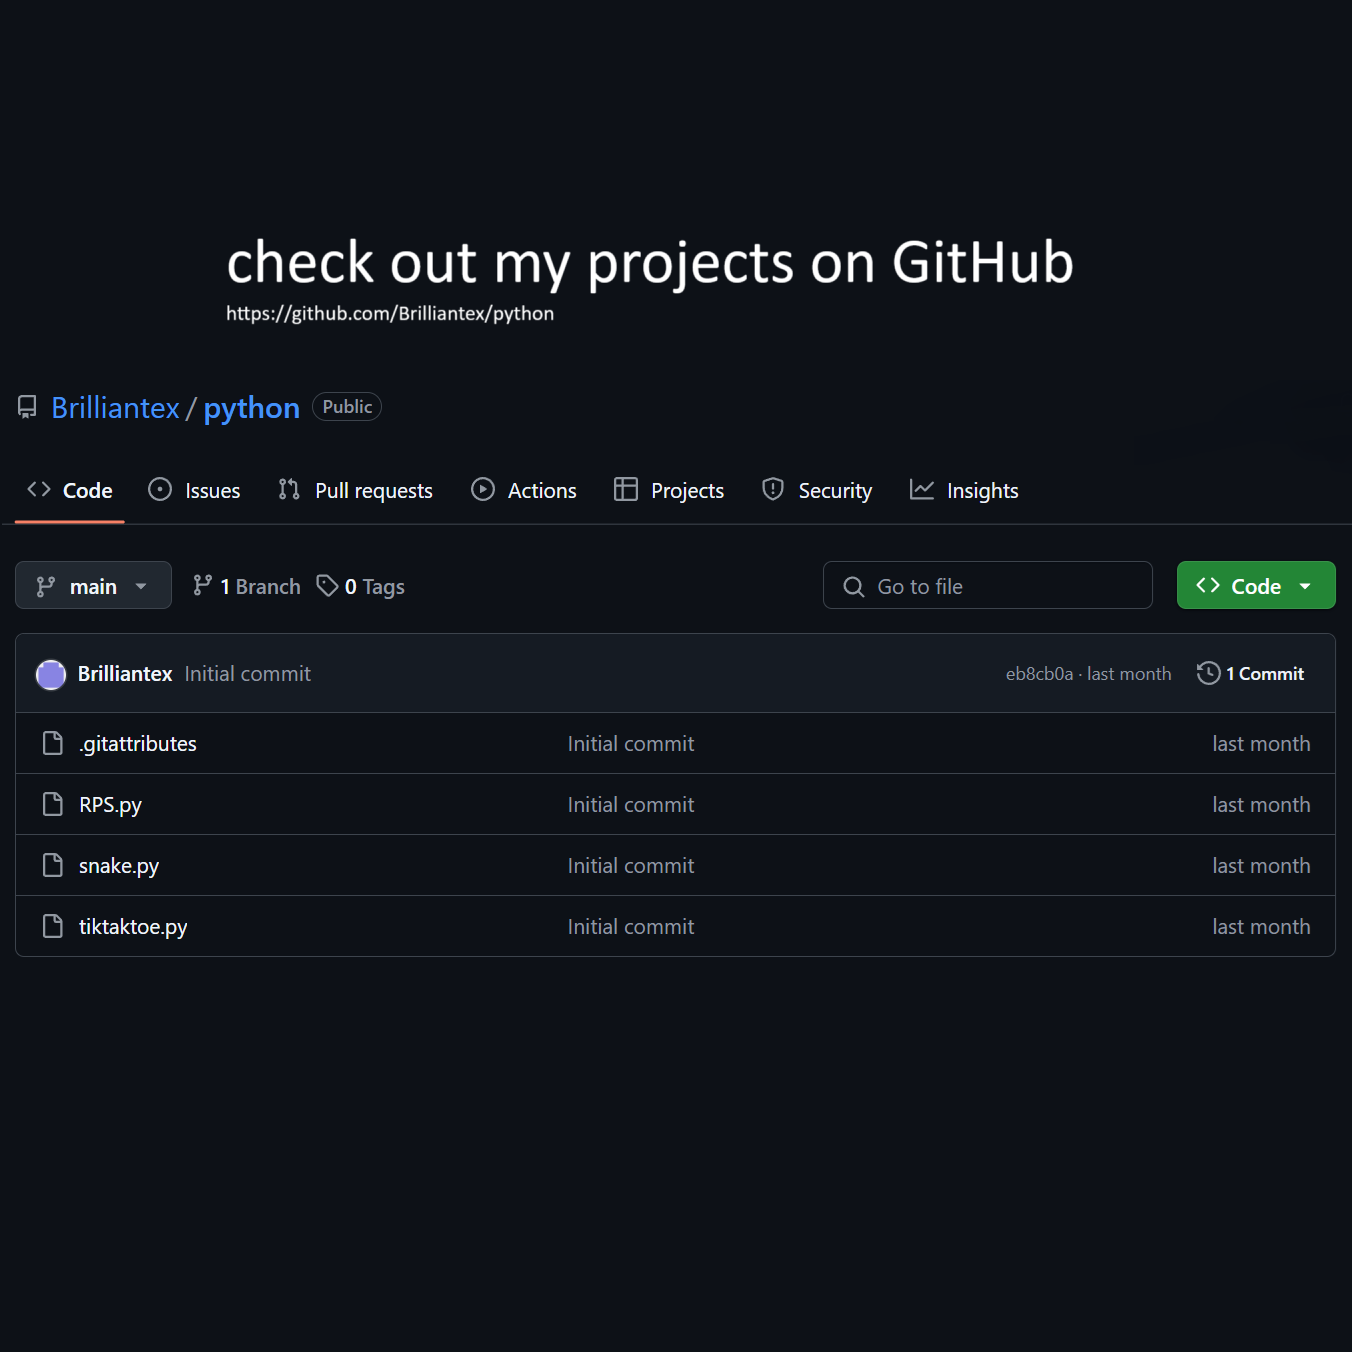 check out my projects on GitHub
https://github.com/Brilliantex/python
Brilliantex / python Public
Code Issues Pull requests Actions Projects Security Insights
main 1 Branch 0 Tags Go to file Code
Brilliantex Initial commit eb8cb0a · last month 1 Commit
.gitattributes Initial commit last month
RPS.py Initial commit last month
snake.py Initial commit last month
tiktaktoe.py Initial commit last month